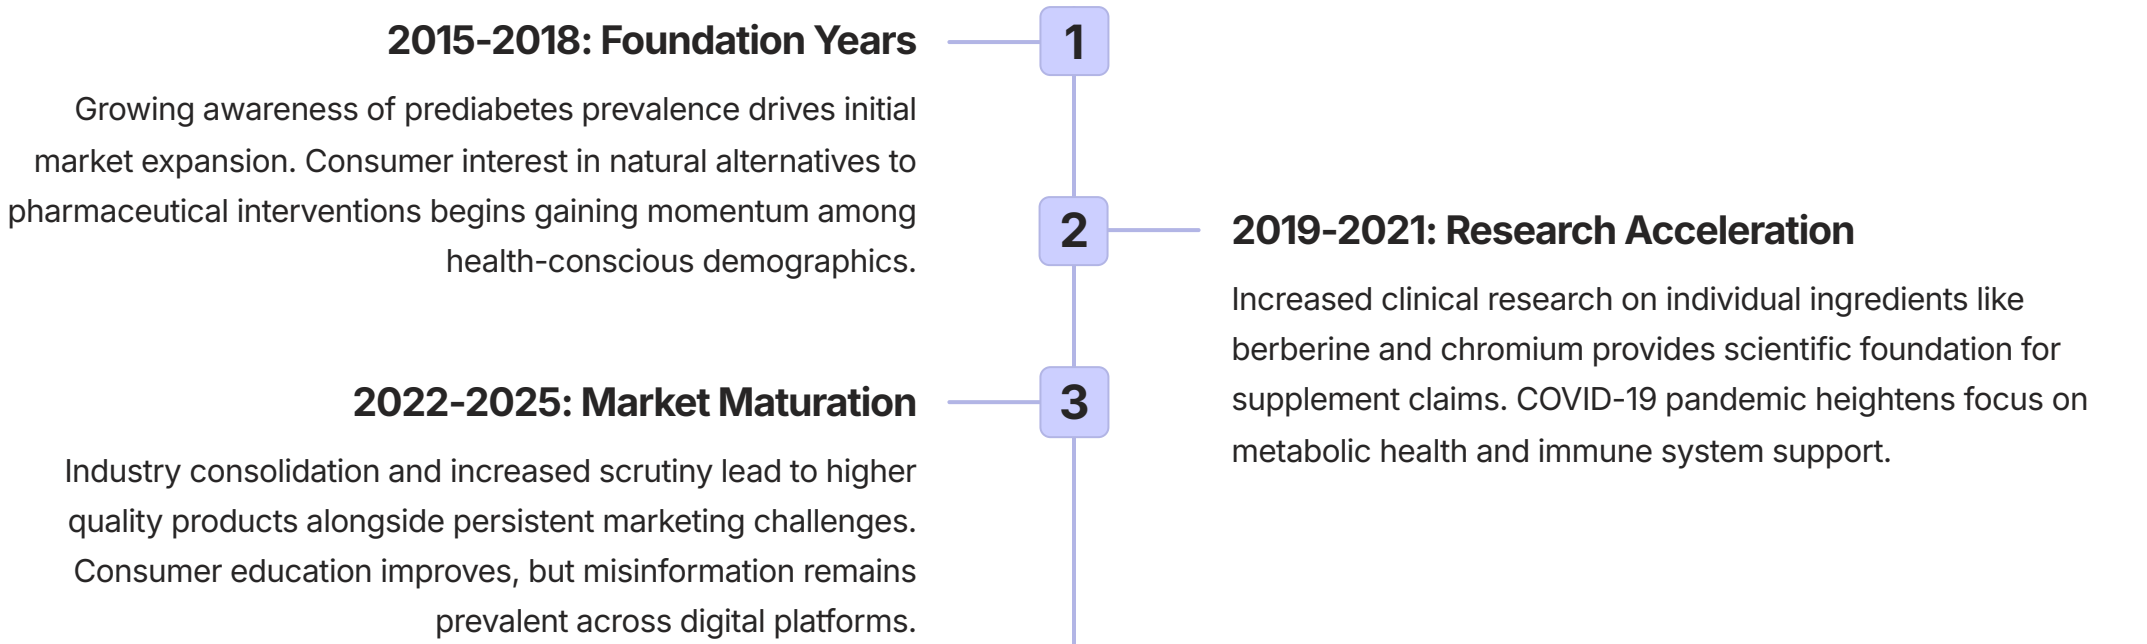 1
2015-2018: Foundation Years
Growing awareness of prediabetes prevalence drives initial
market expansion. Consumer interest in natural alternatives to
pharmaceutical interventions begins gaining momentum among
health-conscious demographics.
2
2019-2021: Research Acceleration
Increased clinical research on individual ingredients like
berberine and chromium provides scientific foundation for
supplement claims. COVID-19 pandemic heightens focus on
metabolic health and immune system support.
3
2022-2025: Market Maturation
Industry consolidation and increased scrutiny lead to higher
quality products alongside persistent marketing challenges.
Consumer education improves, but misinformation remains
prevalent across digital platforms.